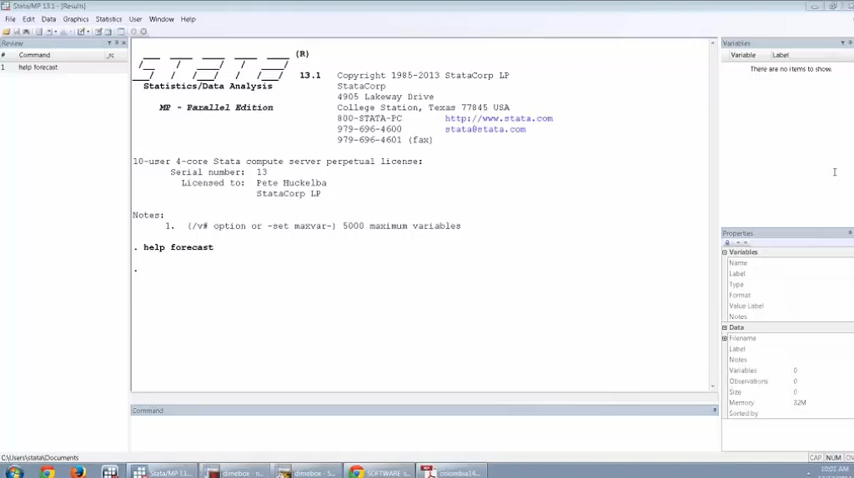 Stata/MP 13.1 - [Results]
File Edit Data Graphics Statistics User Window Help
Review
# Command _rc
1 help forecast
STATA (R)
Statistics/Data Analysis
13.1 Copyright 1985-2013 StataCorp LP
StataCorp
4905 Lakeway Drive
MP - Parallel Edition College Station, Texas 77845 USA
800-STATA-PC http://www.stata.com
979-696-4600 stata@stata.com
979-696-4601 (fax)
10-user 4-core Stata compute server perpetual license:
Serial number: 13
Licensed to: Pete Huckelba
StataCorp LP
Notes:
1. (/v# option or -set maxvar-) 5000 maximum variables
. help forecast
.
Command
Variables
Variable Label
There are no items to show.
Properties
Variables
Name
Label
Type
Format
Value Label
Notes
Data
Filename
Label
Notes
Variables 0
Observations 0
Size 0
Memory 32M
Sorted by
C:\Users\stata\Documents
CAP NUM
Stata/MP 13.1... dimebox - n... dimebox - S... SOFTWARE s... colombia14...
10:01 AM